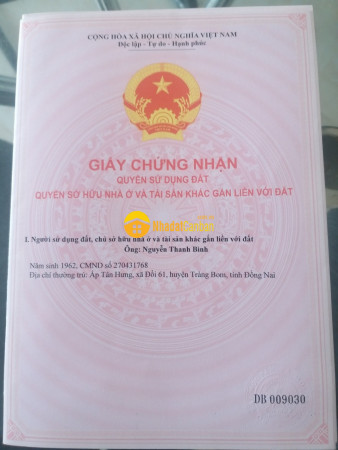 CỘNG HÒA XÃ HỘI CHỦ NGHĨA VIỆT NAM
Độc lập - Tự do - Hạnh phúc
GIẤY CHỨNG NHẬN
QUYỀN SỬ DỤNG ĐẤT
QUYỀN SỞ HỮU NHÀ Ở VÀ TÀI SẢN KHÁC GẮN LIỀN VỚI ĐẤT
I. Người sử dụng đất, chủ sở hữu nhà ở và tài sản khác gắn liền với đất
Ông: Nguyễn Thanh Bình
Năm sinh 1962, CMND số 270431768
Địa chỉ thường trú: Ấp Tân Hưng, xã Đồi 61, huyện Trảng Bom, tỉnh Đồng Nai
DB 009030